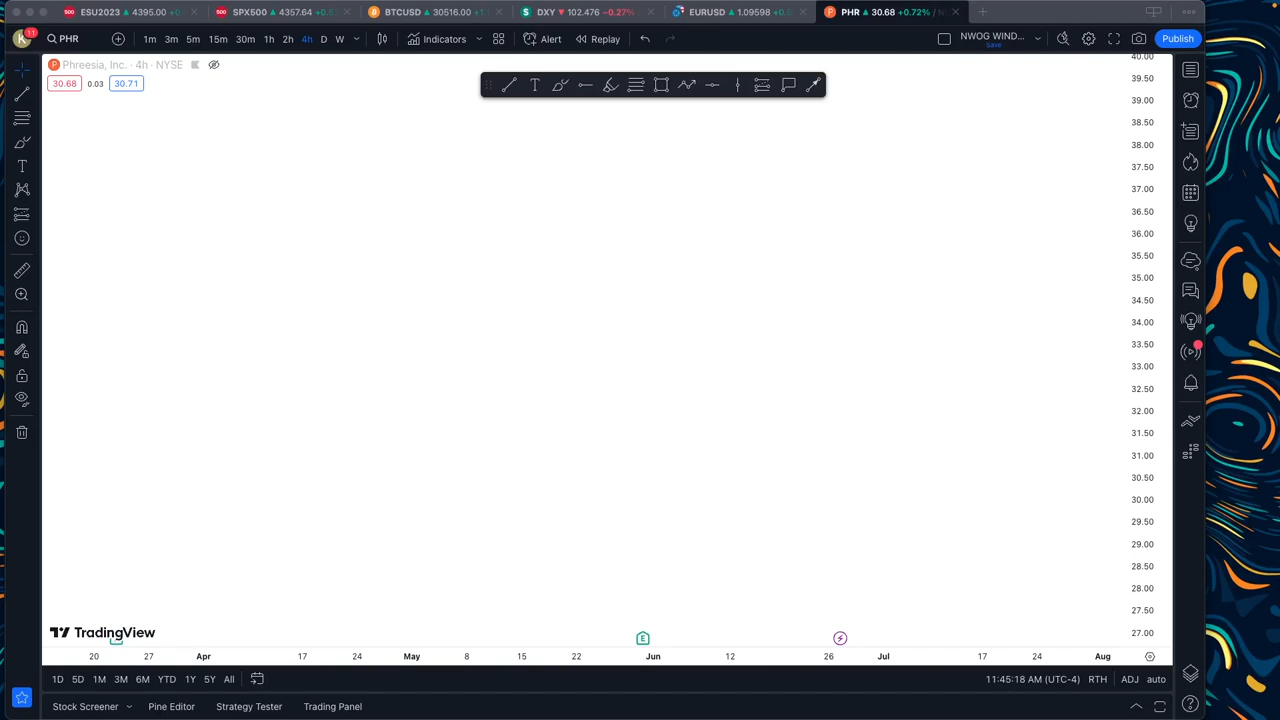 ESU2023 4395.00 +0
SPX500 4357.64 +0.5
BTCUSD 30516.00 +1
DXY 102.476 −0.27%
EURUSD 1.09598 +0.
PHR 30.68 +0.72% / N
K 11 PHR 1m 3m 5m 15m 30m 1h 2h 4h D W Indicators Alert Replay NWOG WIND... Save Publish
Phreesia, Inc. · 4h · NYSE
30.68 0.03 30.71
40.00
39.50
39.00
38.50
38.00
37.50
37.00
36.50
36.00
35.50
35.00
34.50
34.00
33.50
33.00
32.50
32.00
31.50
31.00
30.50
30.00
29.50
29.00
28.50
28.00
27.50
27.00
TradingView
E
20 27 Apr 17 24 May 8 15 22 Jun 12 26 Jul 17 24 Aug
1D 5D 1M 3M 6M YTD 1Y 5Y All 11:45:18 AM (UTC-4) RTH ADJ auto
Stock Screener Pine Editor Strategy Tester Trading Panel